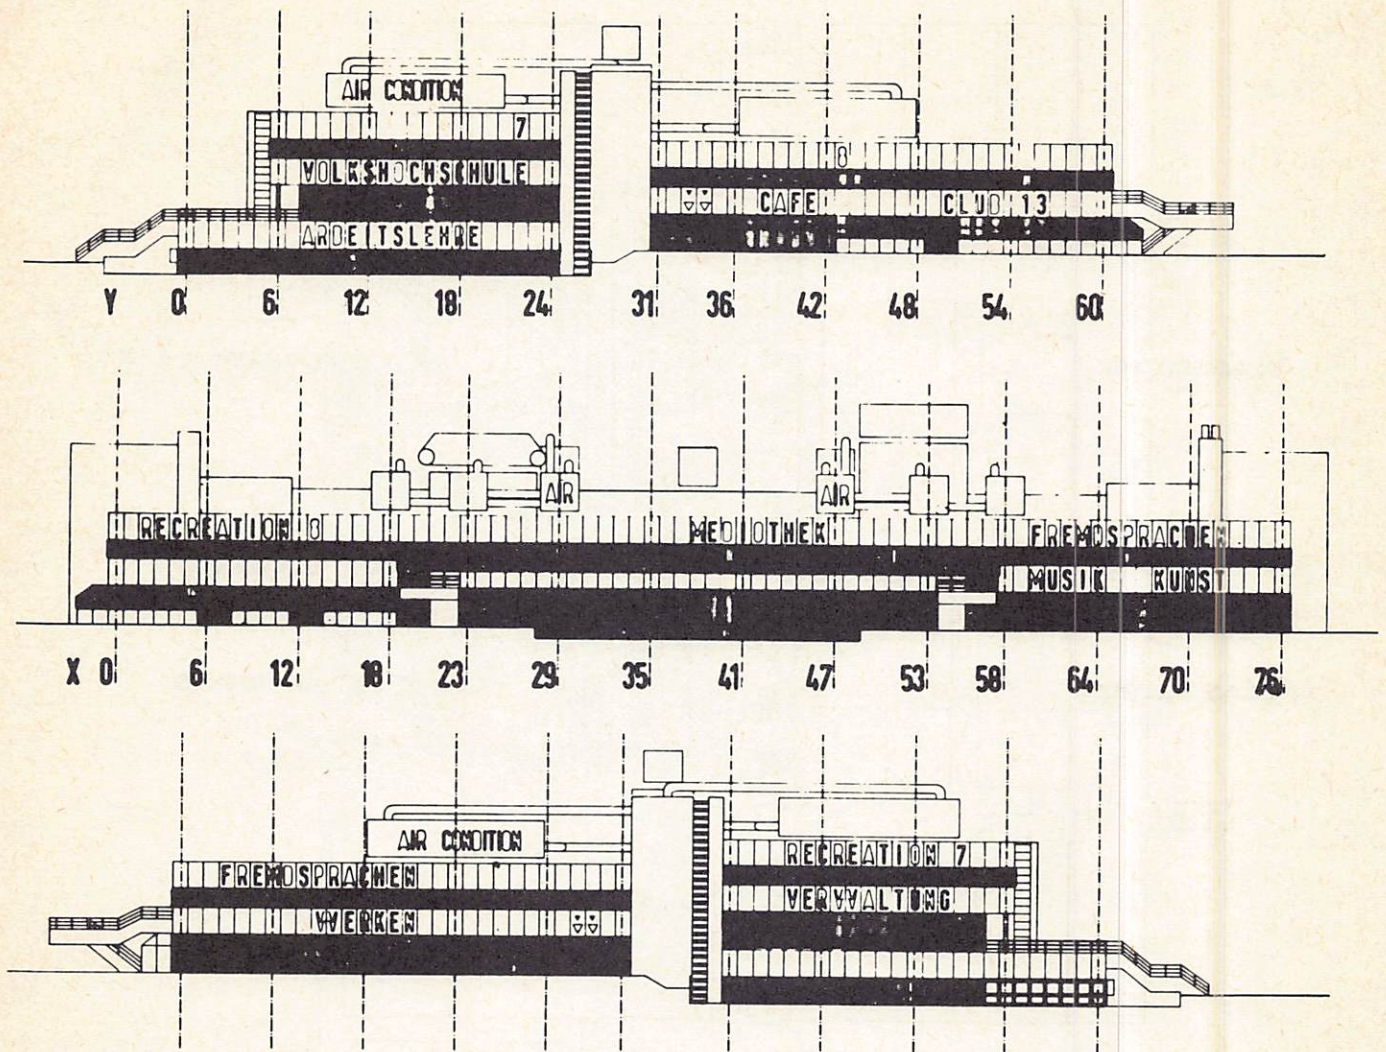 AIR CONDITION
7
VOLKSHOCHSCHULE
8
CAFE CLUB 13
ARBEITSLEHRE
Y 0 6 12 18 24 31 36 42 48 54 60
AIR AIR
RECREATION 8 MEDIOTHEK FREMDSPRACHEN
MUSIK KUNST
X 0 6 12 18 23 29 35 41 47 53 58 64 70 76
AIR CONDITION
RECREATION 7
FREMDSPRACHEN
VERWALTUNG
WERKEN